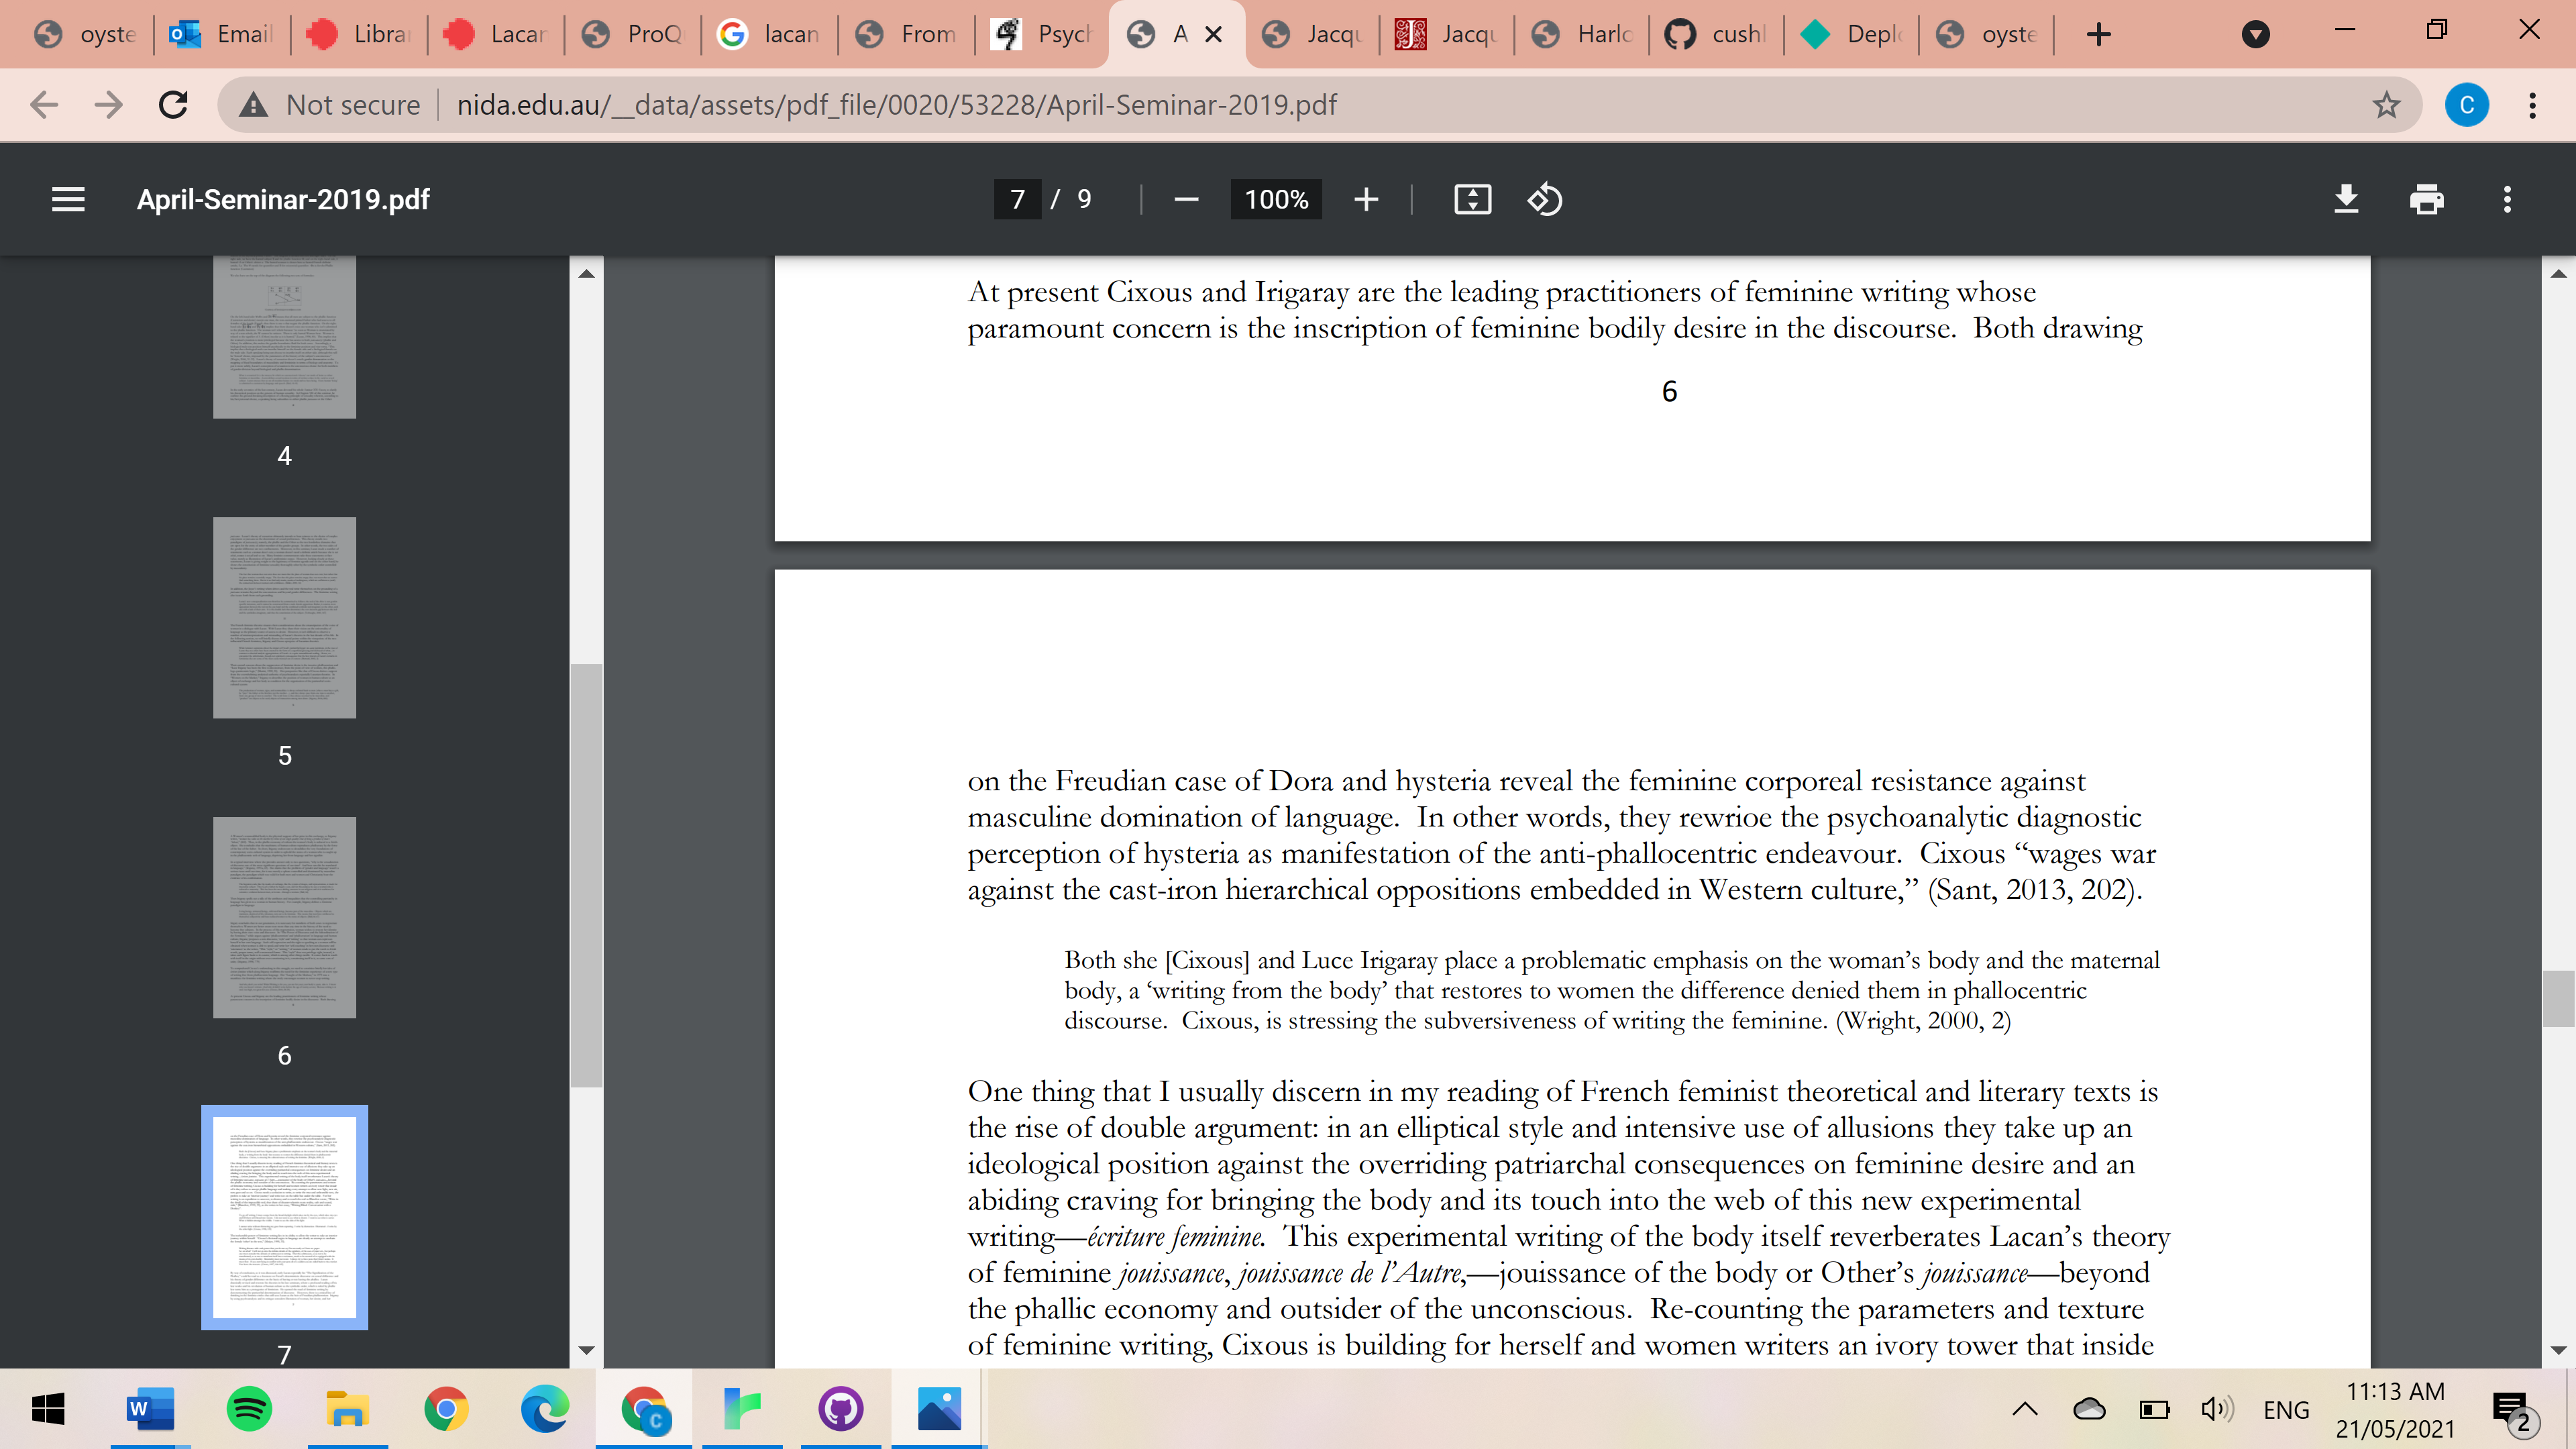 oyste
Email
Librar
Lacan
ProQ
lacan
From
Psych
A
Jacqu
Jacqu
Harlo
cushl
Deplo
oyste
Not secure
nida.edu.au/__data/assets/pdf_file/0020/53228/April-Seminar-2019.pdf
C
April-Seminar-2019.pdf
7 / 9
100%
4
5
6
7
At present Cixous and Irigaray are the leading practitioners of feminine writing whose
paramount concern is the inscription of feminine bodily desire in the discourse. Both drawing
6
on the Freudian case of Dora and hysteria reveal the feminine corporeal resistance against
masculine domination of language. In other words, they rewrioe the psychoanalytic diagnostic
perception of hysteria as manifestation of the anti-phallocentric endeavour. Cixous “wages war
against the cast-iron hierarchical oppositions embedded in Western culture,” (Sant, 2013, 202).
Both she [Cixous] and Luce Irigaray place a problematic emphasis on the woman’s body and the maternal
body, a ‘writing from the body’ that restores to women the difference denied them in phallocentric
discourse. Cixous, is stressing the subversiveness of writing the feminine. (Wright, 2000, 2)
One thing that I usually discern in my reading of French feminist theoretical and literary texts is
the rise of double argument: in an elliptical style and intensive use of allusions they take up an
ideological position against the overriding patriarchal consequences on feminine desire and an
abiding craving for bringing the body and its touch into the web of this new experimental
writing—écriture feminine. This experimental writing of the body itself reverberates Lacan’s theory
of feminine jouissance, jouissance de l’Autre,—jouissance of the body or Other’s jouissance—beyond
the phallic economy and outsider of the unconscious. Re-counting the parameters and texture
of feminine writing, Cixous is building for herself and women writers an ivory tower that inside
ENG
11:13 AM
21/05/2021
2